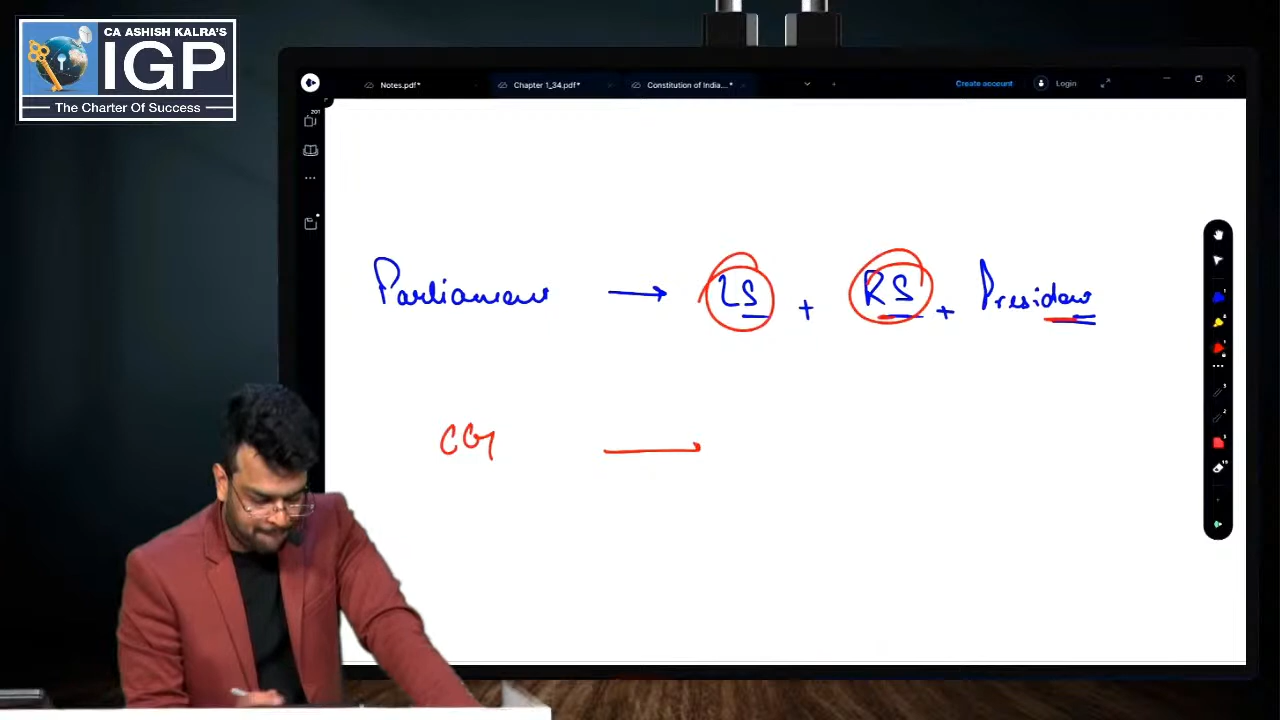 CA ASHISH KALRA'S
IGP
The Charter Of Success
Notes.pdf*
Chapter 1_34.pdf*
Constitution of India...*
Create account
Login
Parliament → LS + RS + President
CG →